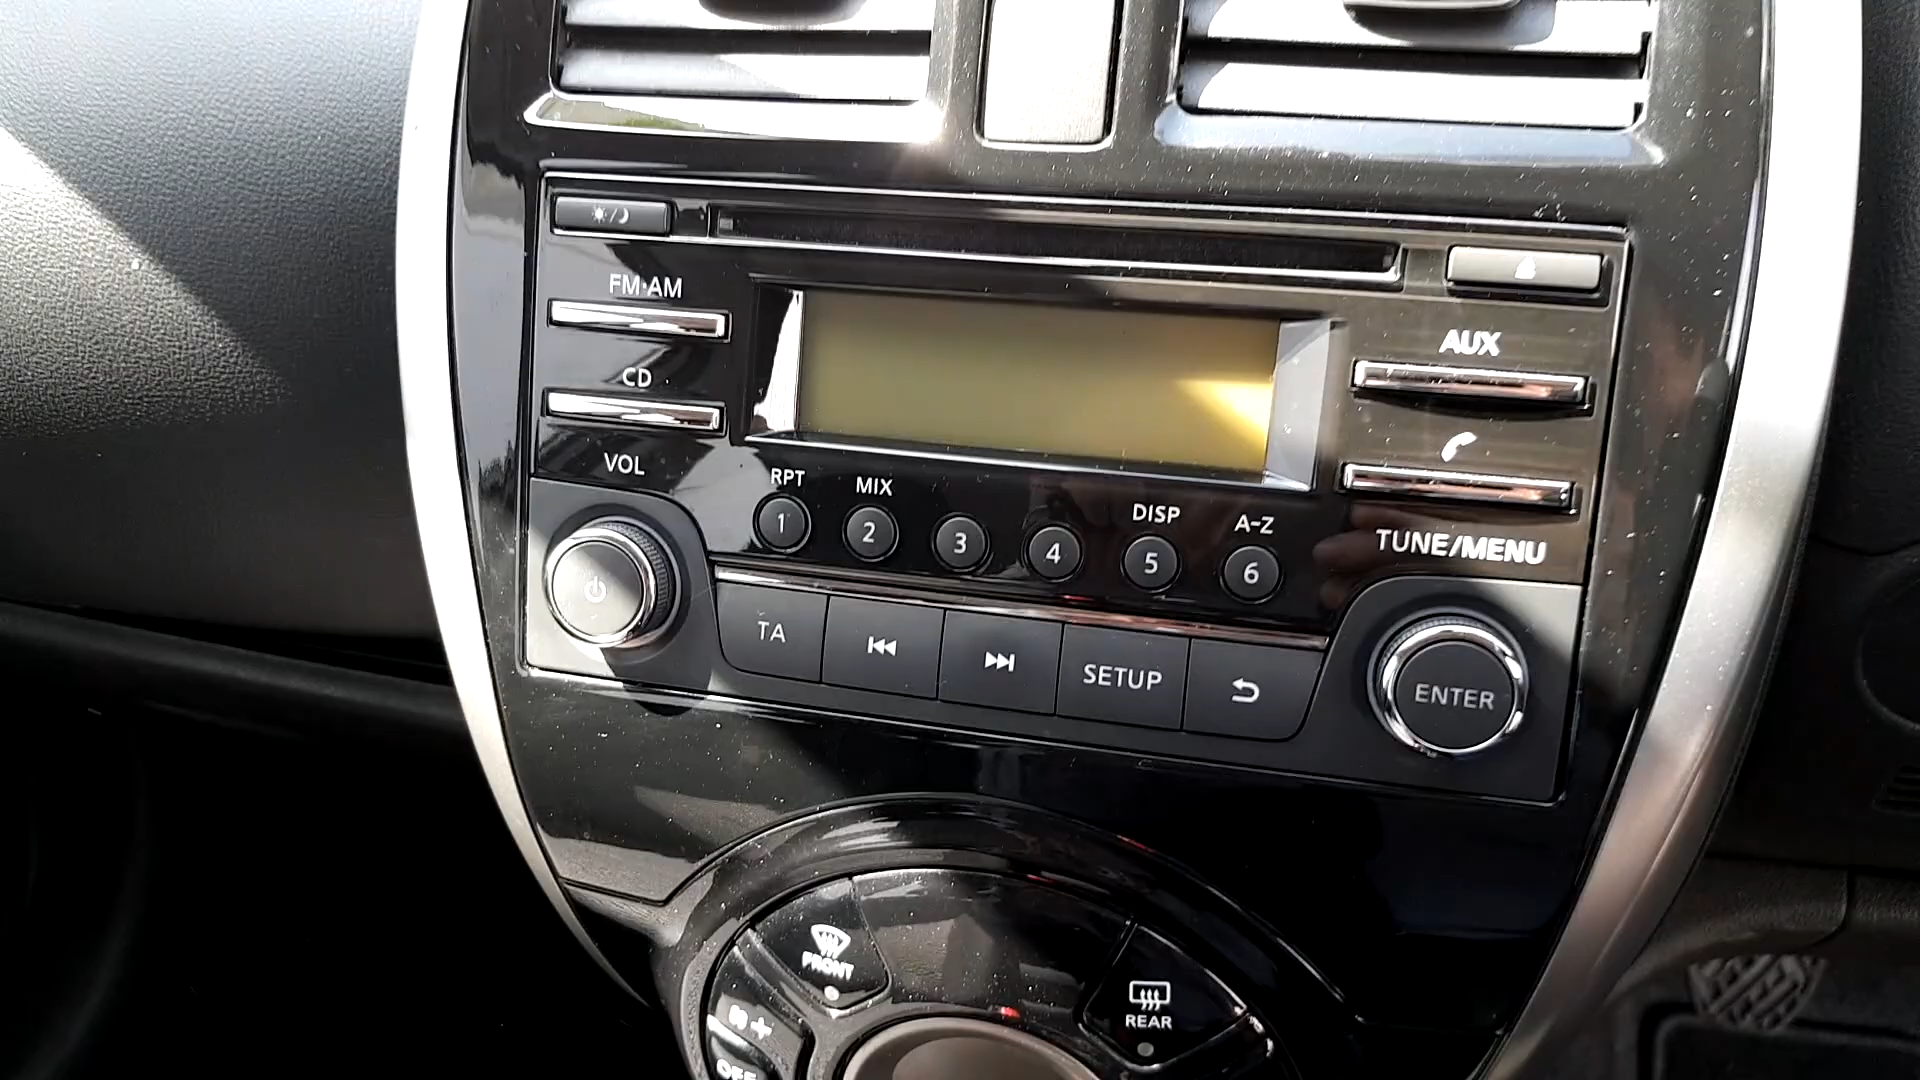 FM·AM
AUX
CD
VOL
RPT
MIX
DISP
A-Z
TUNE/MENU
1
2
3
4
5
6
TA
SETUP
ENTER
FRONT
REAR
+
OFF